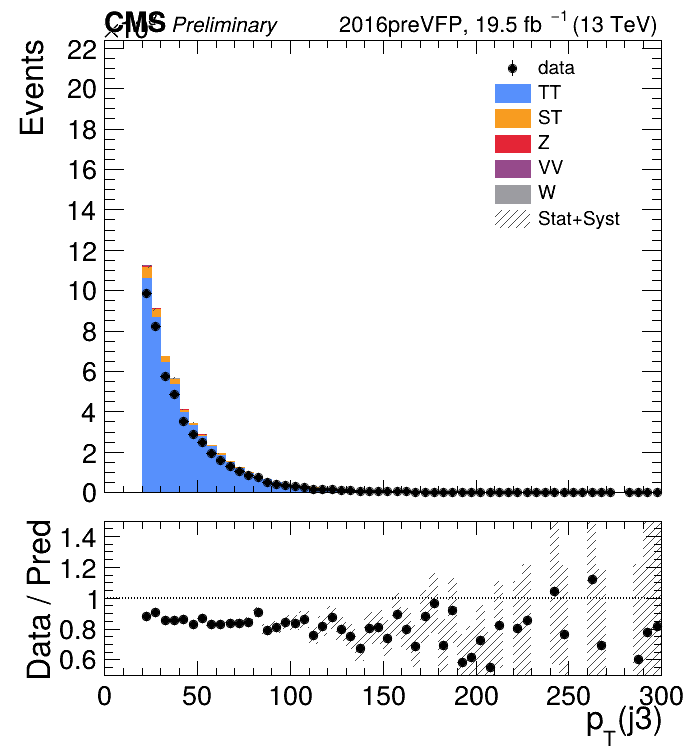 CMS Preliminary 2016preVFP, 19.5 fb⁻¹ (13 TeV)
Events
22
20
18
16
14
12
10
8
6
4
2
0
data
TT
ST
Z
VV
W
Stat+Syst
Data / Pred
1.4
1.2
1
0.8
0.6
0 50 100 150 200 250 300
p_T(j3)